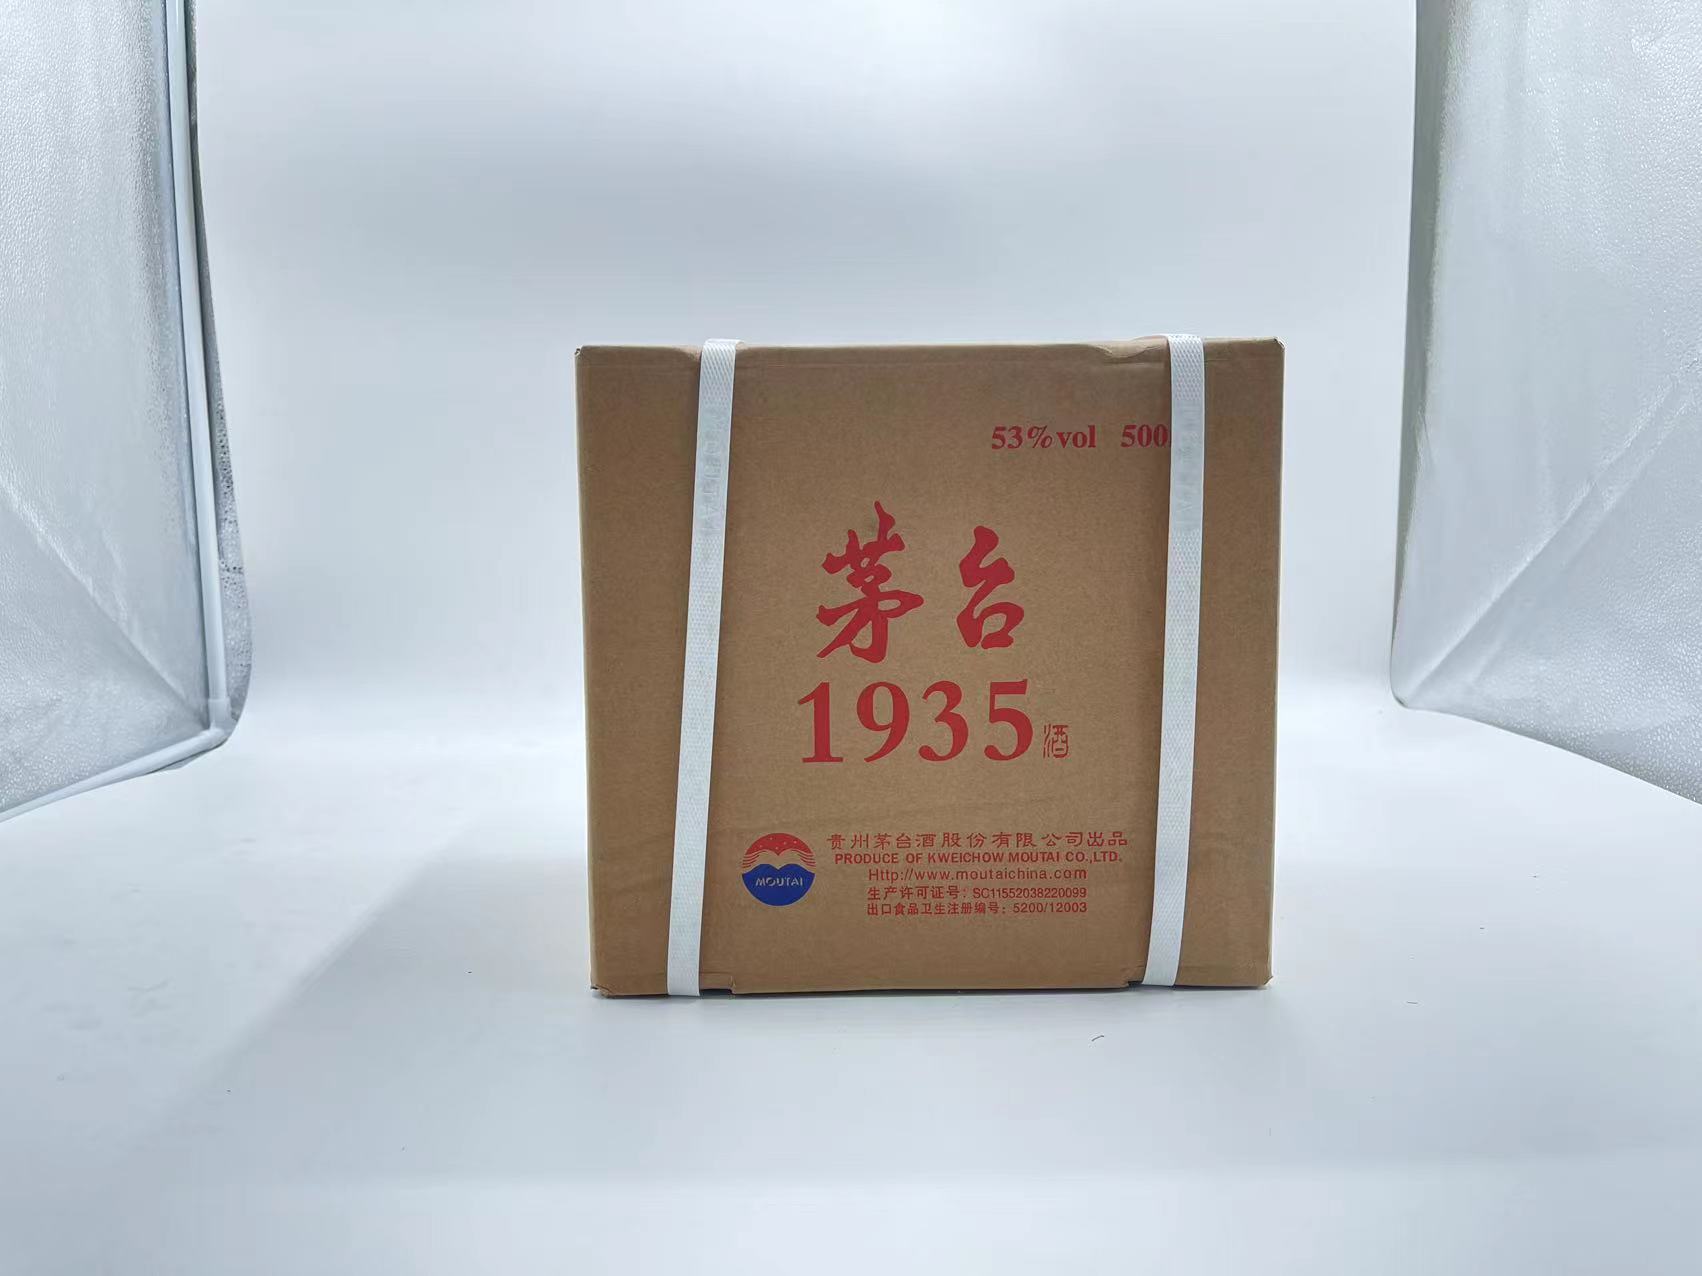 53%vol 500
茅台
1935酒
MOUTAI
贵州茅台酒股份有限公司出品
PRODUCE OF KWEICHOW MOUTAI CO.,LTD.
Http://www.moutaichina.com
生产许可证号：SC11552038220099
出口食品卫生注册编号：5200/12003